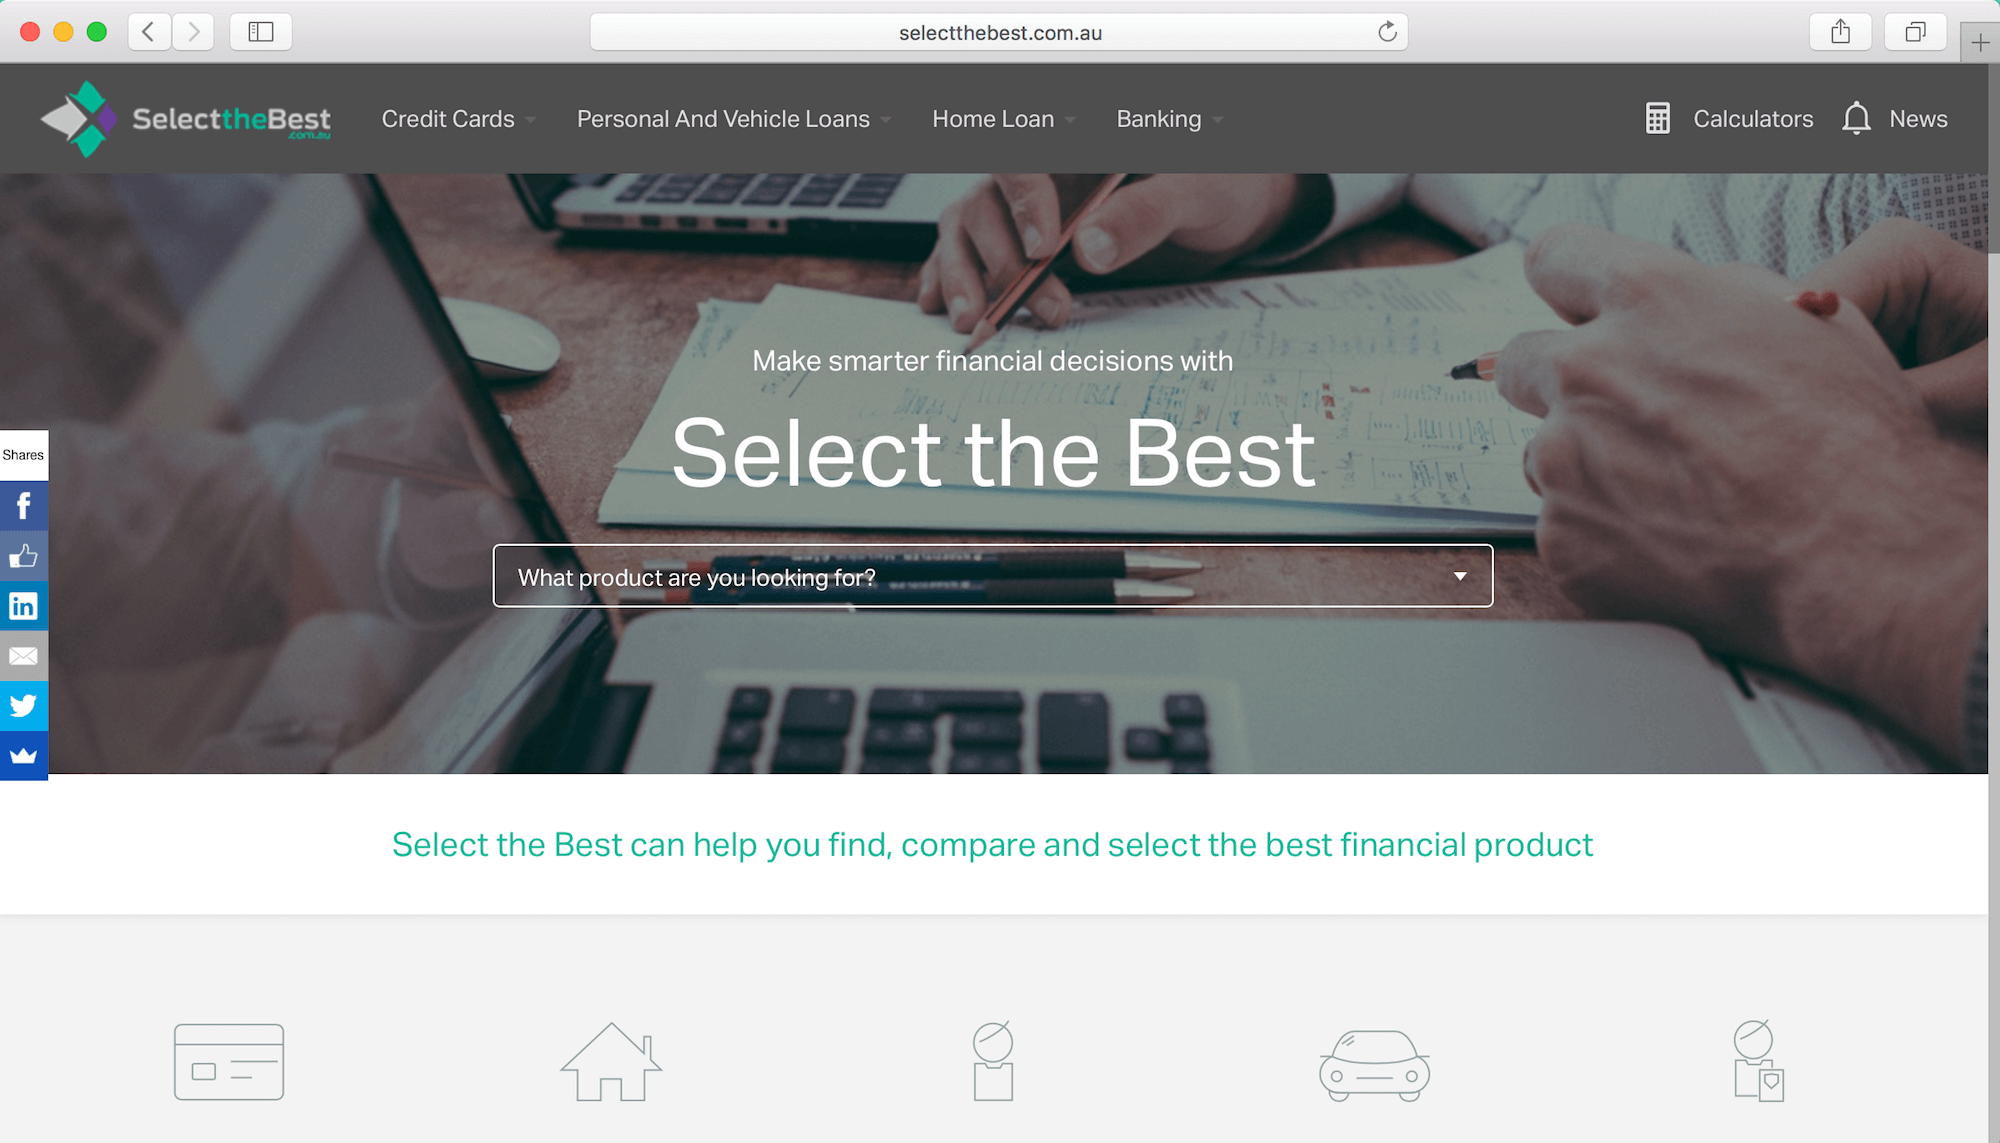 selectthebest.com.au
SelecttheBest
.com.au
Credit Cards
Personal And Vehicle Loans
Home Loan
Banking
Calculators
News
Make smarter financial decisions with
Select the Best
Shares
What product are you looking for?
Select the Best can help you find, compare and select the best financial product